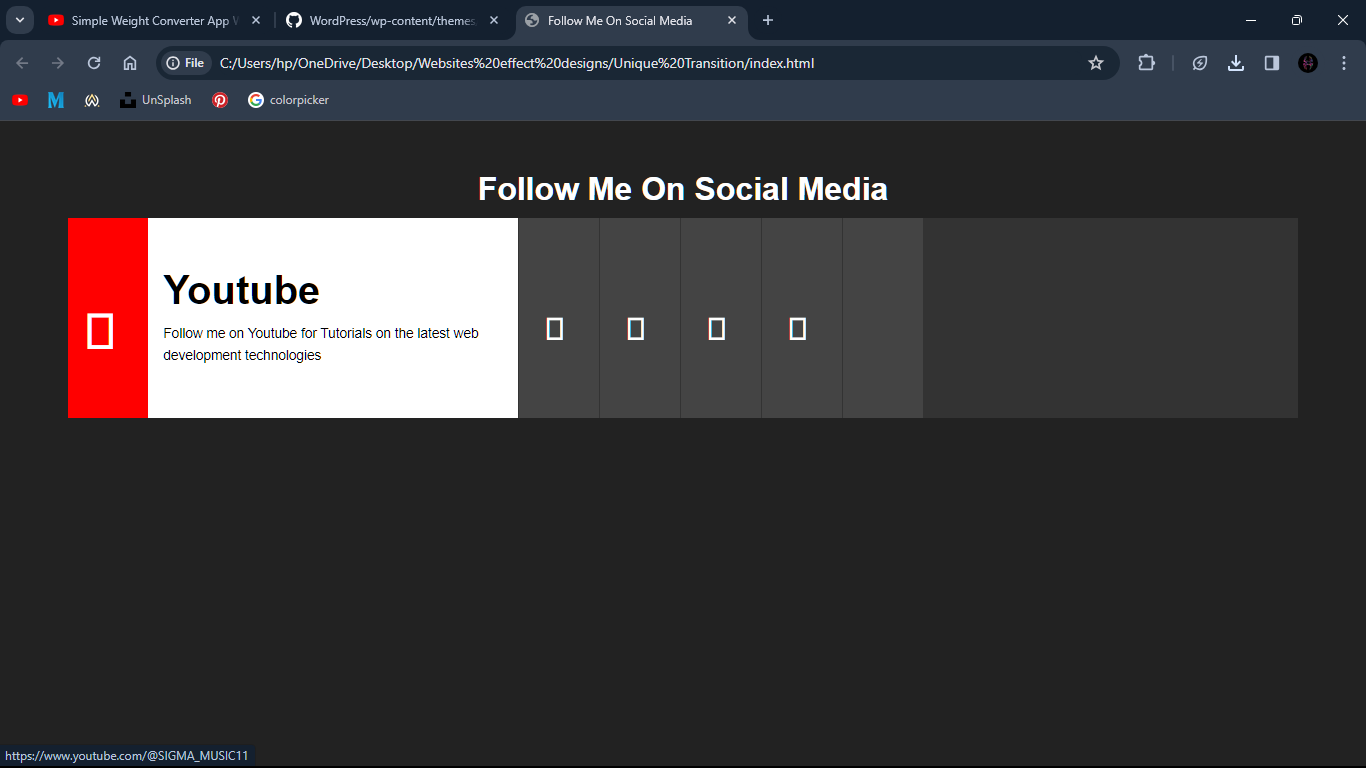 Simple Weight Converter App
WordPress/wp-content/themes
Follow Me On Social Media
File
C:/Users/hp/OneDrive/Desktop/Websites%20effect%20designs/Unique%20Transition/index.html
UnSplash
colorpicker
Follow Me On Social Media
Youtube
Follow me on Youtube for Tutorials on the latest web
development technologies
https://www.youtube.com/@SIGMA_MUSIC11